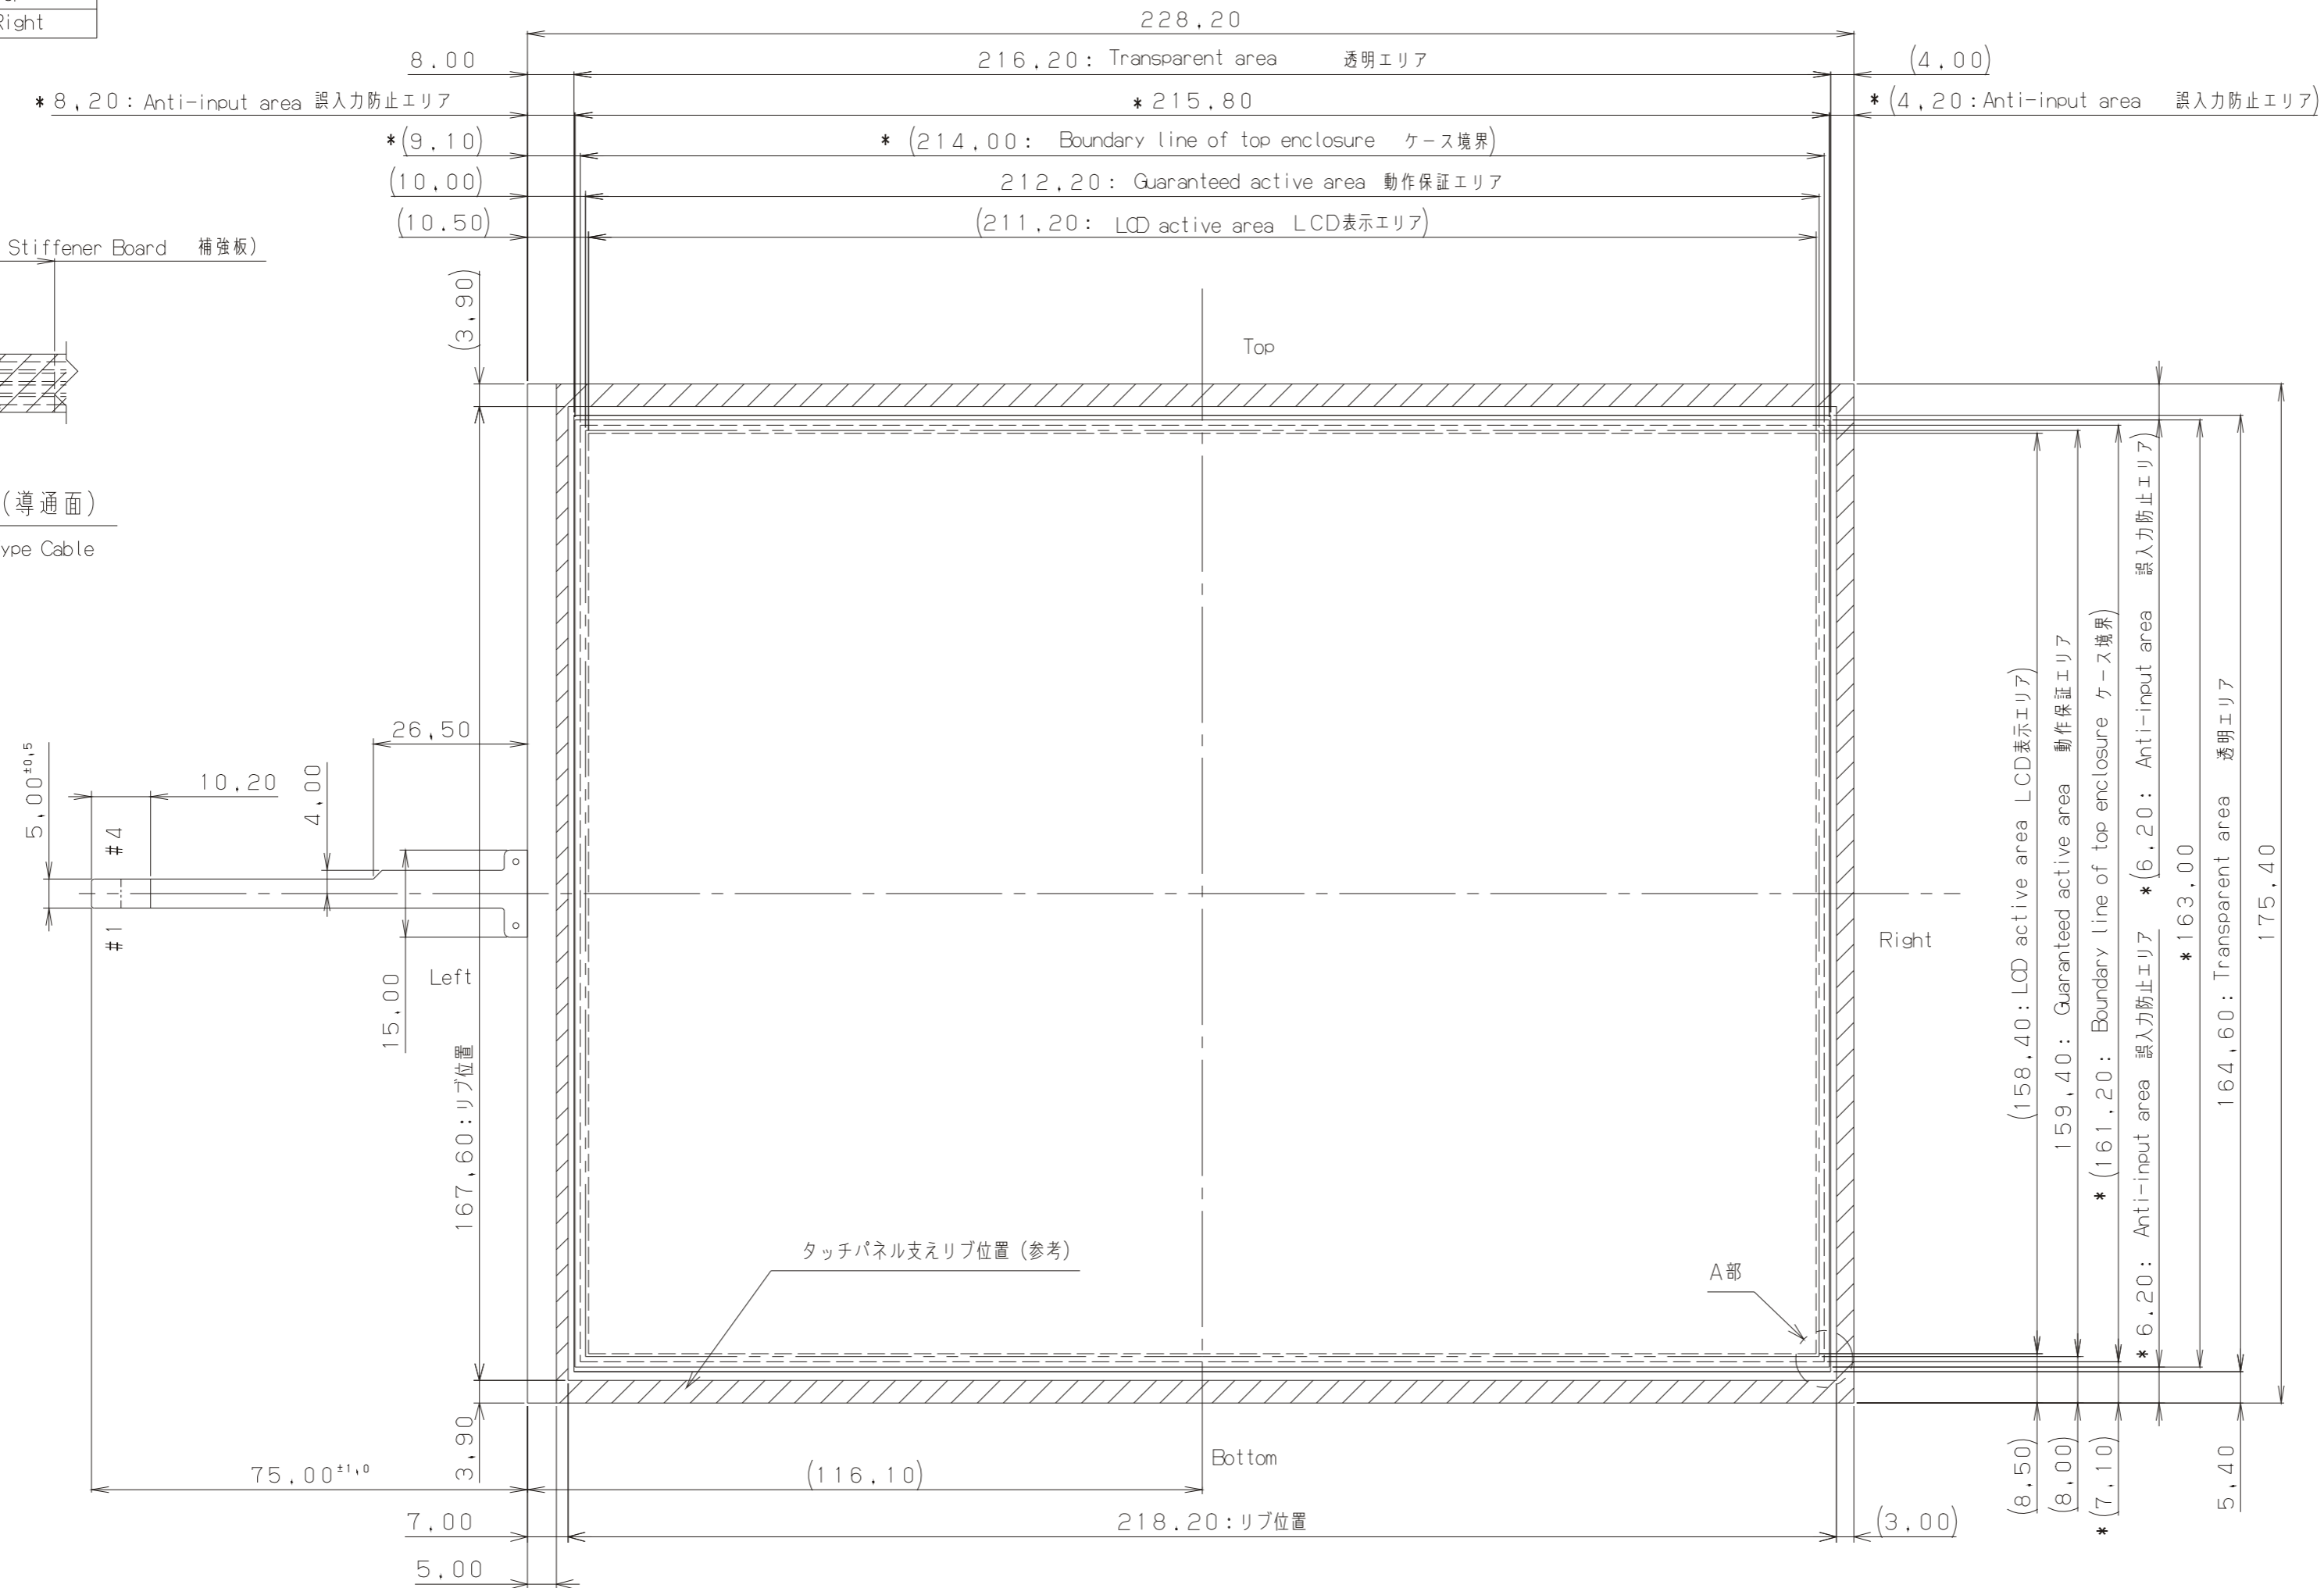 Right
228.20
8.00
216.20: Transparent area 透明エリア
(4.00)
*8.20: Anti-input area 誤入力防止エリア
*215.80
*(4.20: Anti-input area 誤入力防止エリア)
*(9.10)
*(214.00: Boundary line of top enclosure ケース境界)
(10.00)
212.20: Guaranteed active area 動作保証エリア
(10.50)
(211.20: LCD active area LCD表示エリア)
Stiffener Board 補強板)
(3.90)
Top
(導通面)
ype Cable
26.50
10.20
4.00
5.00±0.5
#4
#1
15.00
Left
167.60:リブ位置
Right
(158.40: LCD active area LCD表示エリア)
159.40: Guaranteed active area 動作保証エリア
*(161.20: Boundary line of top enclosure ケース境界)
*(6.20: Anti-input area 誤入力防止エリア)
*6.20: Anti-input area 誤入力防止エリア
*163.00
164.60: Transparent area 透明エリア
175.40
タッチパネル支えリブ位置(参考)
A部
3.90
Bottom
75.00±1.0
(116.10)
(8.50)
(8.00)
*(7.10)
5.40
7.00
218.20:リブ位置
(3.00)
5.00